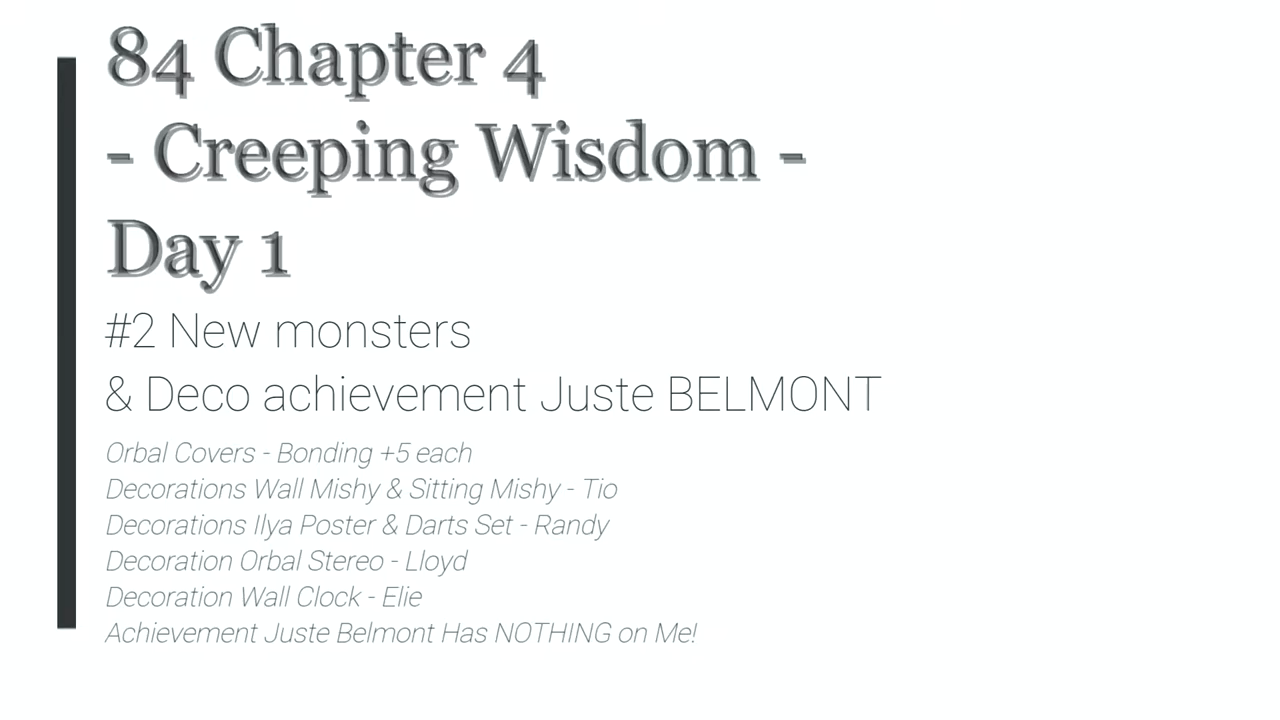 84 Chapter 4
- Creeping Wisdom -
Day 1
#2 New monsters
& Deco achievement Juste BELMONT
Orbal Covers - Bonding +5 each
Decorations Wall Mishy & Sitting Mishy - Tio
Decorations Ilya Poster & Darts Set - Randy
Decoration Orbal Stereo - Lloyd
Decoration Wall Clock - Elie
Achievement Juste Belmont Has NOTHING on Me!